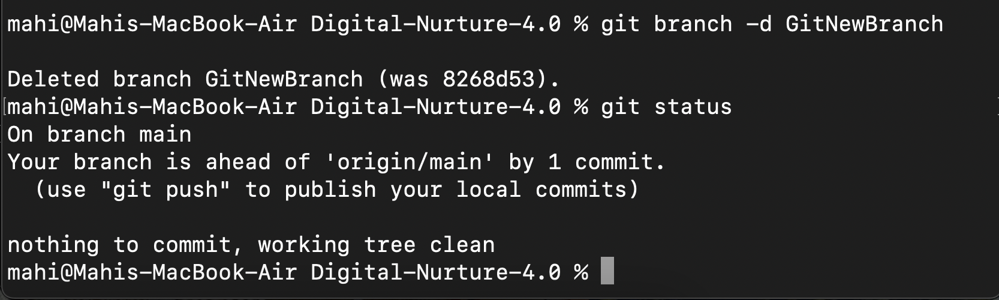 mahi@Mahis-MacBook-Air Digital-Nurture-4.0 % git branch -d GitNewBranch
Deleted branch GitNewBranch (was 8268d53).
[mahi@Mahis-MacBook-Air Digital-Nurture-4.0 % git status
On branch main
Your branch is ahead of 'origin/main' by 1 commit.
  (use "git push" to publish your local commits)
nothing to commit, working tree clean
mahi@Mahis-MacBook-Air Digital-Nurture-4.0 %